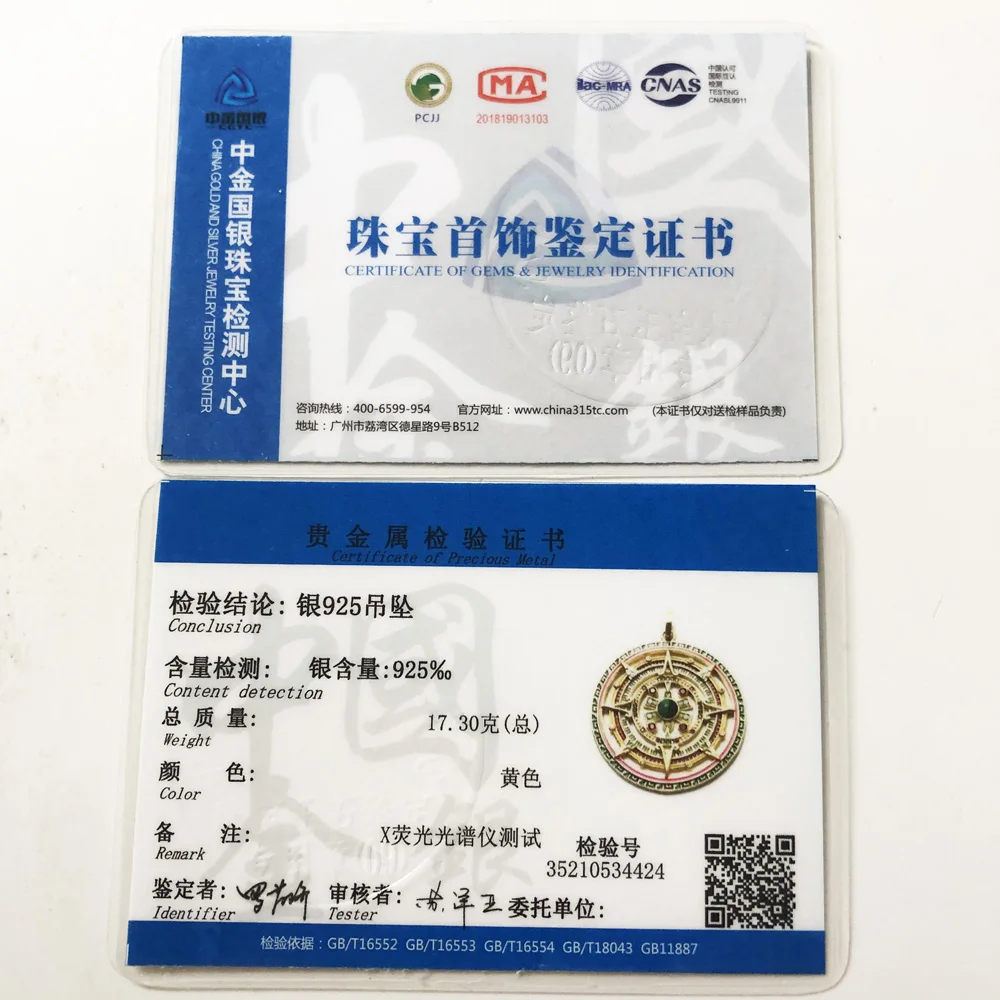 PCJJ
MA
201819013103
ilac-MRA
CNAS
中国认可
国际互认
检测
TESTING
CNASL9911
中金国银
CGTC
中金国银珠宝检测中心
CHINA GOLD AND SILVER JEWELRY TESTING CENTER
珠宝首饰鉴定证书
CERTIFICATE OF GEMS & JEWELRY IDENTIFICATION
咨询热线：400-6599-954 官方网址：www.china315tc.com (本证书仅对送检样品负责)
地址：广州市荔湾区德星路9号B512
贵金属检验证书
Certificate of Precious Metal
检验结论: 银925吊坠
Conclusion
含量检测: 银含量:925‰
Content detection
总质量: 17.30克(总)
Weight
颜色: 黄色
Color
备注: X荧光光谱仪测试
Remark
检验号
35210534424
鉴定者: 审核者: 委托单位:
Identifier Tester
检验依据：GB/T16552 GB/T16553 GB/T16554 GB/T18043 GB11887